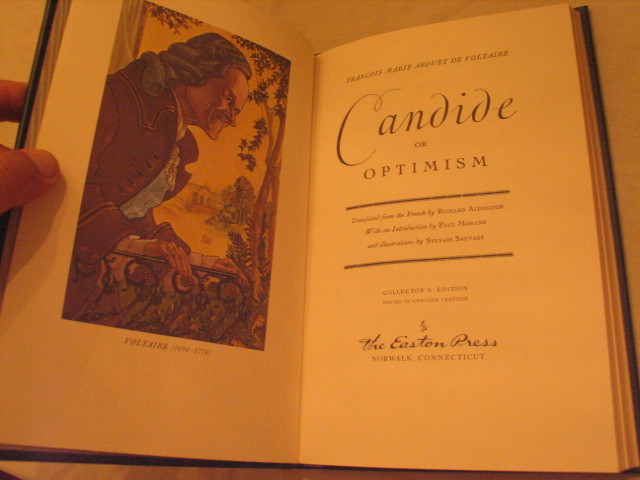 VOLTAIRE (1694–1778)
FRANÇOIS MARIE AROUET DE VOLTAIRE
Candide
OR
OPTIMISM
Translated from the French by RICHARD ALDINGTON
With an Introduction by PAUL MORAND
and illustrations by SYLVAIN SAUVAGE
COLLECTOR'S EDITION
BOUND IN GENUINE LEATHER
the Easton Press
NORWALK, CONNECTICUT